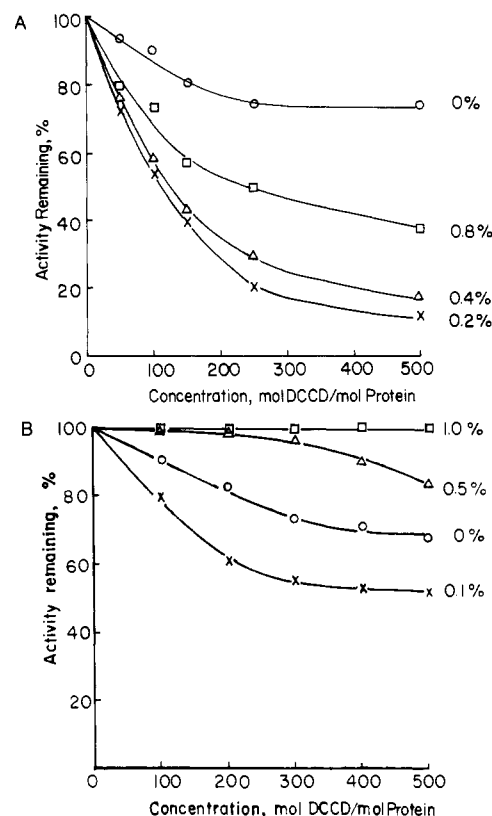 A
100
80
60
40
20
0
Activity Remaining, %
0%
0.8%
0.4%
0.2%
0 100 200 300 400 500
Concentration, mol DCCD/mol Protein
B
100
80
60
40
20
Activity remaining, %
1.0 %
0.5%
0%
0.1%
0 100 200 300 400 500
Concentration, mol DCCD/mol Protein